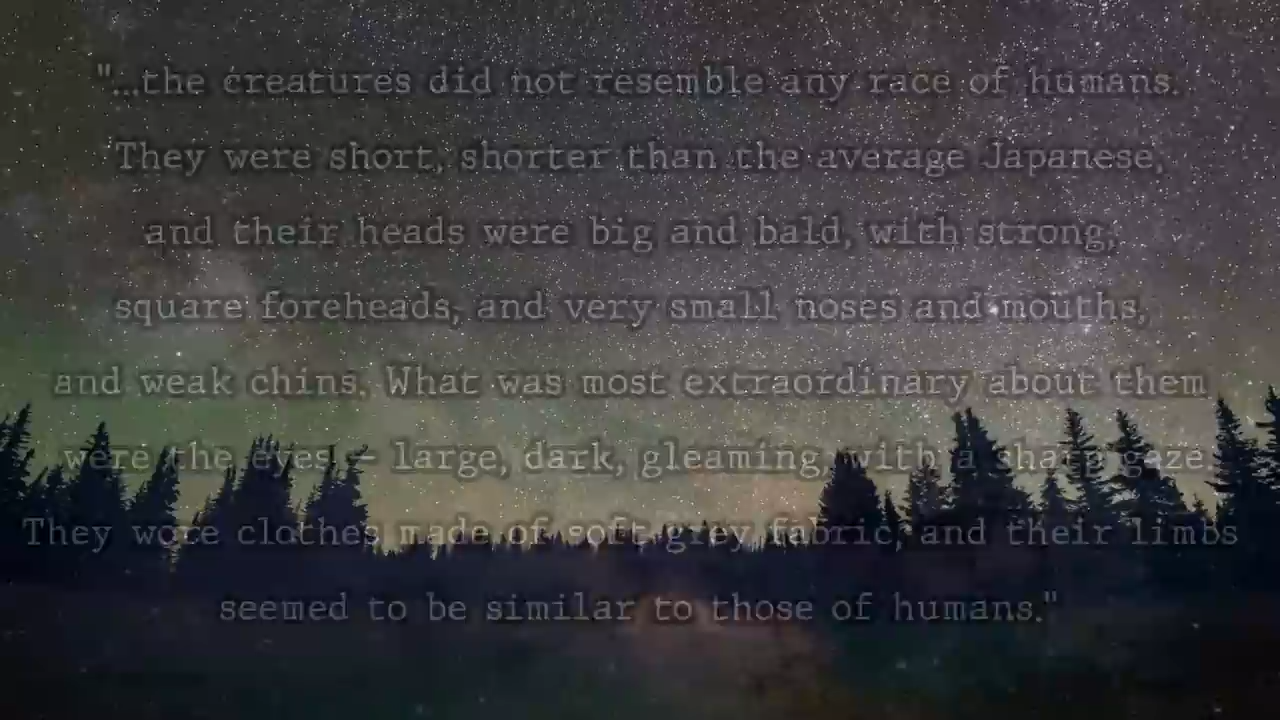 "...the creatures did not resemble any race of humans.
They were short, shorter than the average Japanese,
and their heads were big and bald, with strong,
square foreheads, and very small noses and mouths,
and weak chins. What was most extraordinary about them
were the eyes - large, dark, gleaming, with a sharp gaze.
They wore clothes made of soft grey fabric, and their limbs
seemed to be similar to those of humans."